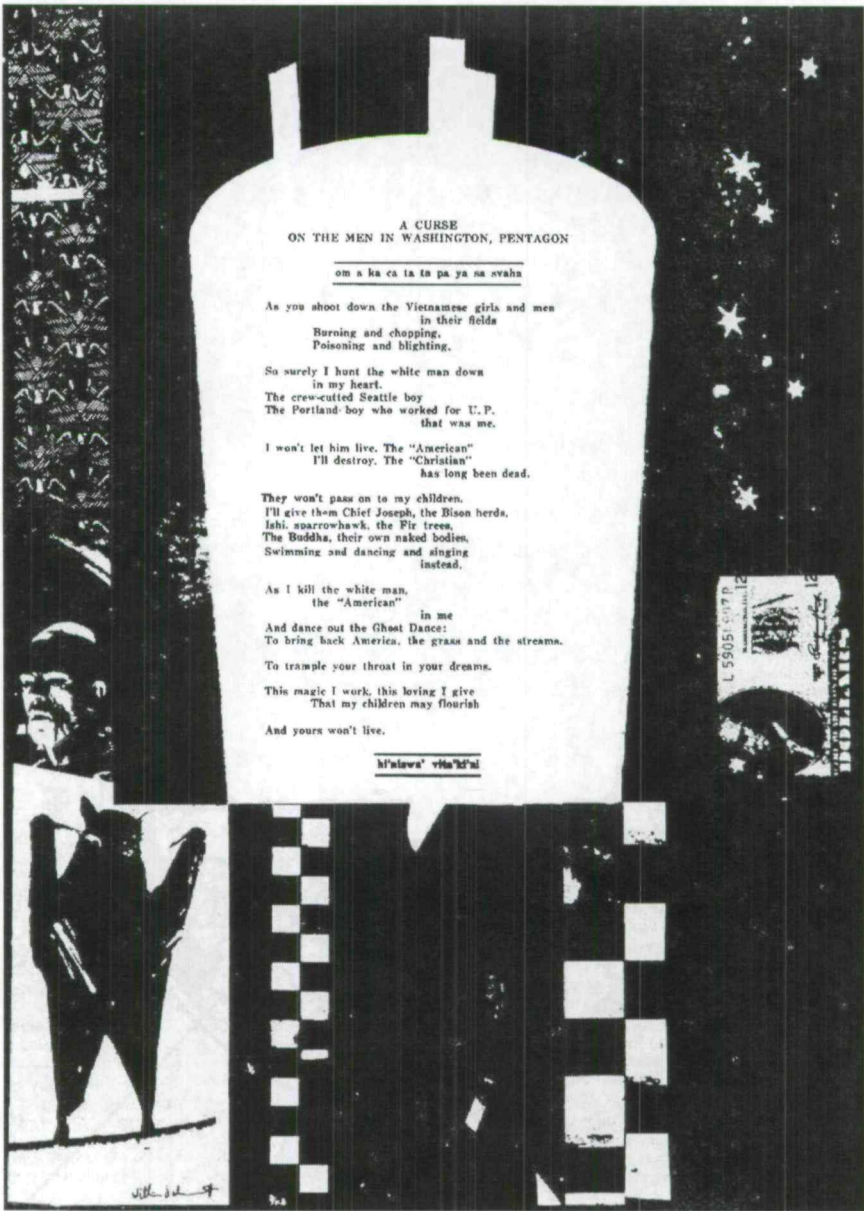 A CURSE
ON THE MEN IN WASHINGTON, PENTAGON
om a ka ca ta ta pa ya sa svaha
As you shoot down the Vietnamese girls and men
in their fields
Burning and chopping,
Poisoning and blighting,
So surely I hunt the white man down
in my heart.
The crew-cutted Seattle boy
The Portland boy who worked for U.P.
that was me.
I won't let him live. The "American"
I'll destroy. The "Christian"
has long been dead.
They won't pass on to my children.
I'll give them Chief Joseph, the Bison herds,
Ishi, sparrowhawk, the Fir trees,
The Buddha, their own naked bodies,
Swimming and dancing and singing
instead.
As I kill the white man,
the "American"
in me
And dance out the Ghost Dance:
To bring back America, the grass and the streams.
To trample your throat in your dreams.
This magic I work, this loving I give
That my children may flourish
And yours won't live.
hi'niswa' vita'ki'ni
12
DOLLARS